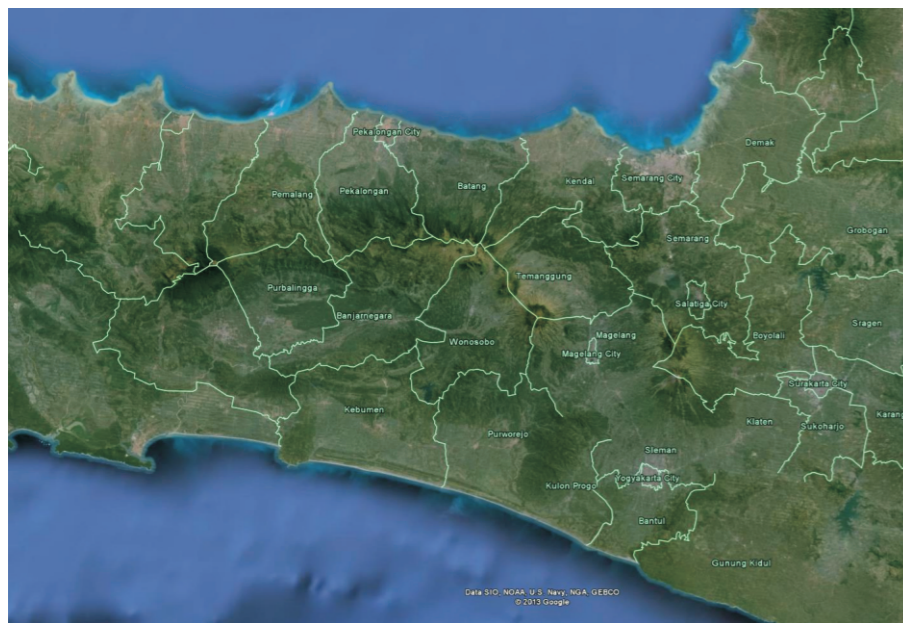 Demak
Pekalongan City
Semarang City
Kendal
Batang
Pekalongan
Pemalang
Grobogan
Semarang
Temanggung
Purbalingga
Salatiga City
Banjarnegara
Sragen
Magelang
Boyolali
Wonosobo
Magelang City
Surakarta City
Kebumen
Karang
Klaten
Sukoharjo
Purworejo
Sleman
Yogyakarta City
Kulon Progo
Bantul
Gunung Kidul
Data SIO, NOAA, U.S. Navy, NGA, GEBCO
© 2013 Google